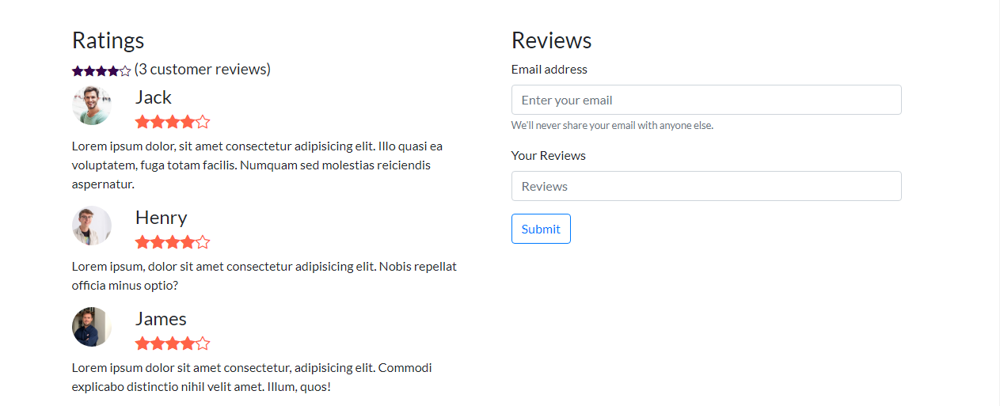 Ratings
(3 customer reviews)
Jack
Lorem ipsum dolor, sit amet consectetur adipisicing elit. Illo quasi ea
voluptatem, fuga totam facilis. Numquam sed molestias reiciendis
aspernatur.
Henry
Lorem ipsum, dolor sit amet consectetur adipisicing elit. Nobis repellat
officia minus optio?
James
Lorem ipsum dolor sit amet consectetur, adipisicing elit. Commodi
explicabo distinctio nihil velit amet. Illum, quos!
Reviews
Email address
Enter your email
We'll never share your email with anyone else.
Your Reviews
Reviews
Submit